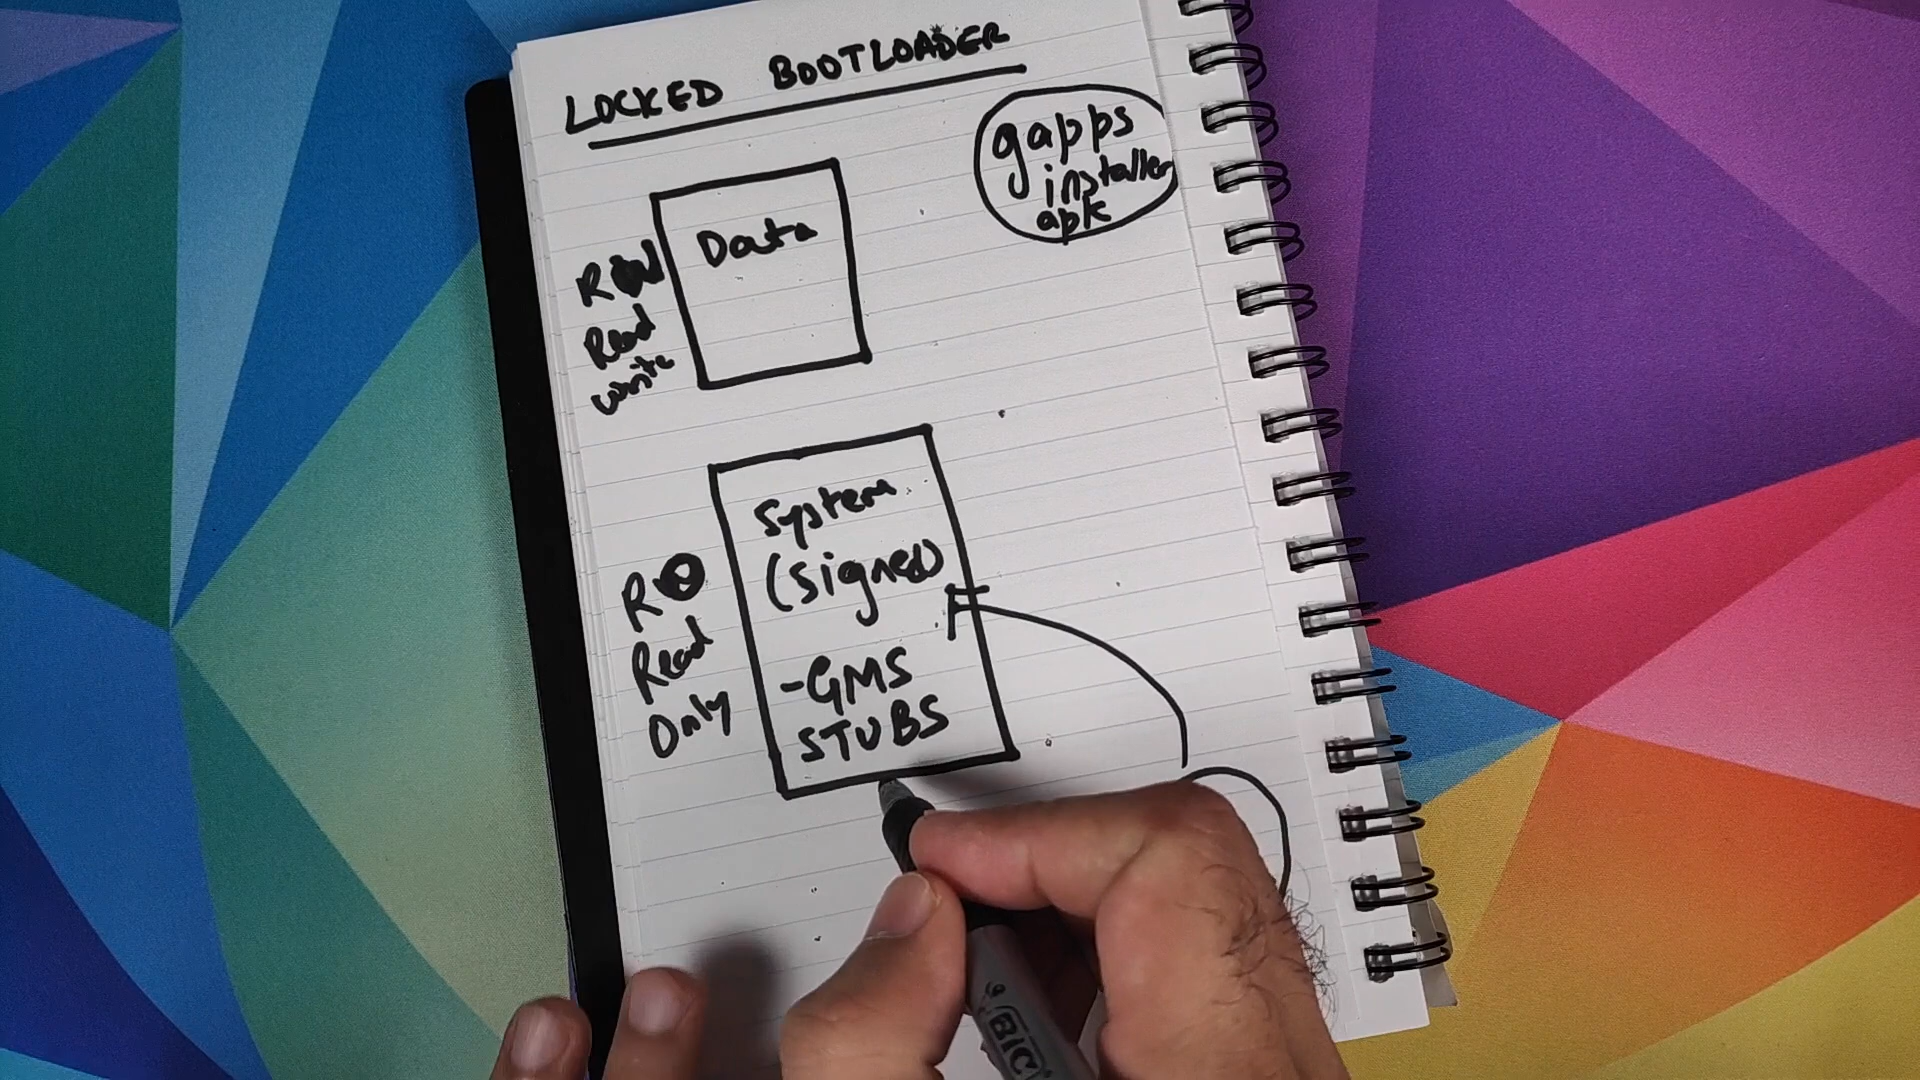 LOCKED BOOTLOADER
gapps
installer
apk
Data
RW
Read
write
System
(signed)
RO
Read
Only
-GMS
STUBS
BIC